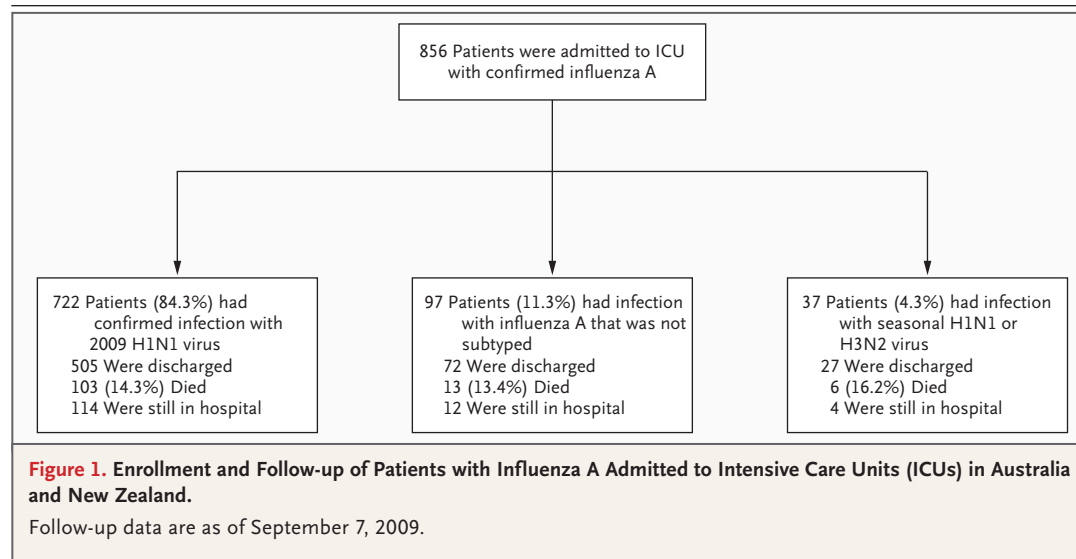 856 Patients were admitted to ICU
with confirmed influenza A
722 Patients (84.3%) had
confirmed infection with
2009 H1N1 virus
505 Were discharged
103 (14.3%) Died
114 Were still in hospital
97 Patients (11.3%) had infection
with influenza A that was not
subtyped
72 Were discharged
13 (13.4%) Died
12 Were still in hospital
37 Patients (4.3%) had infection
with seasonal H1N1 or
H3N2 virus
27 Were discharged
6 (16.2%) Died
4 Were still in hospital
Figure 1. Enrollment and Follow-up of Patients with Influenza A Admitted to Intensive Care Units (ICUs) in Australia
and New Zealand.
Follow-up data are as of September 7, 2009.